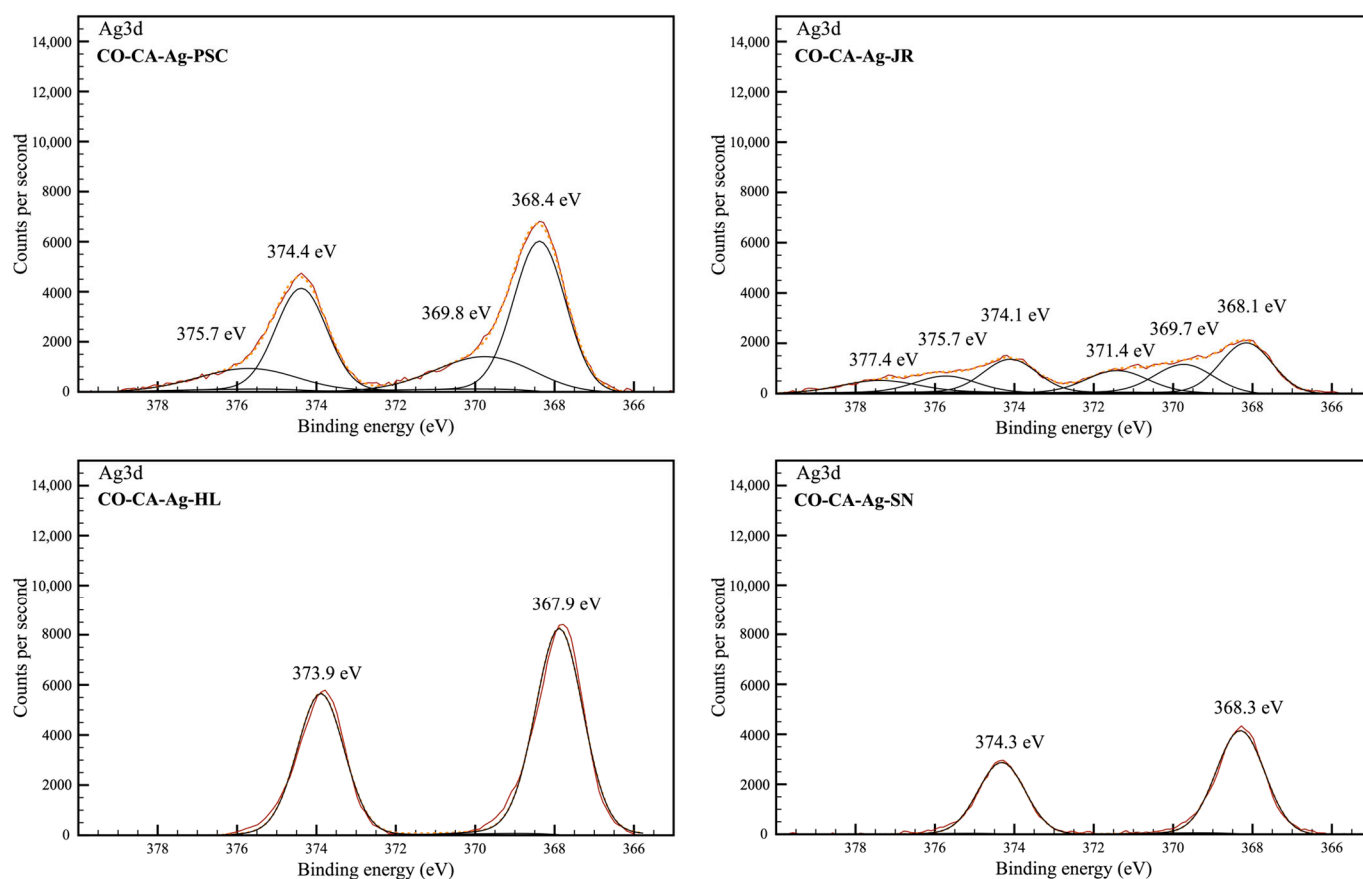 Ag3d
CO-CA-Ag-PSC
14,000
12,000
10,000
8000
6000
4000
2000
0
368.4 eV
374.4 eV
369.8 eV
375.7 eV
378 376 374 372 370 368 366
Binding energy (eV)
Counts per second
Ag3d
CO-CA-Ag-JR
14,000
12,000
10,000
8000
6000
4000
2000
0
377.4 eV
375.7 eV
374.1 eV
371.4 eV
369.7 eV
368.1 eV
378 376 374 372 370 368 366
Binding energy (eV)
Counts per second
Ag3d
CO-CA-Ag-HL
14,000
12,000
10,000
8000
6000
4000
2000
0
367.9 eV
373.9 eV
378 376 374 372 370 368 366
Binding energy (eV)
Counts per second
Ag3d
CO-CA-Ag-SN
14,000
12,000
10,000
8000
6000
4000
2000
0
368.3 eV
374.3 eV
378 376 374 372 370 368 366
Binding energy (eV)
Counts per second